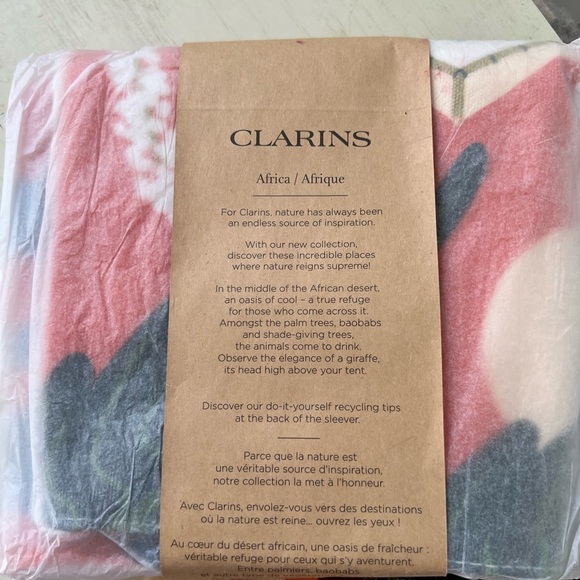 CLARINS
Africa / Afrique
For Clarins, nature has always been
an endless source of inspiration.
With our new collection,
discover these incredible places
where nature reigns supreme!
In the middle of the African desert,
an oasis of cool – a true refuge
for those who come across it.
Amongst the palm trees, baobabs
and shade-giving trees,
the animals come to drink.
Observe the elegance of a giraffe,
its head high above your tent.
Discover our do-it-yourself recycling tips
at the back of the sleever.
Parce que la nature est
une véritable source d'inspiration,
notre collection la met à l'honneur.
Avec Clarins, envolez-vous vers des destinations
où la nature est reine... ouvrez les yeux !
Au cœur du désert africain, une oasis de fraîcheur :
véritable refuge pour ceux qui s'y aventurent.
Entre palmiers, baobabs